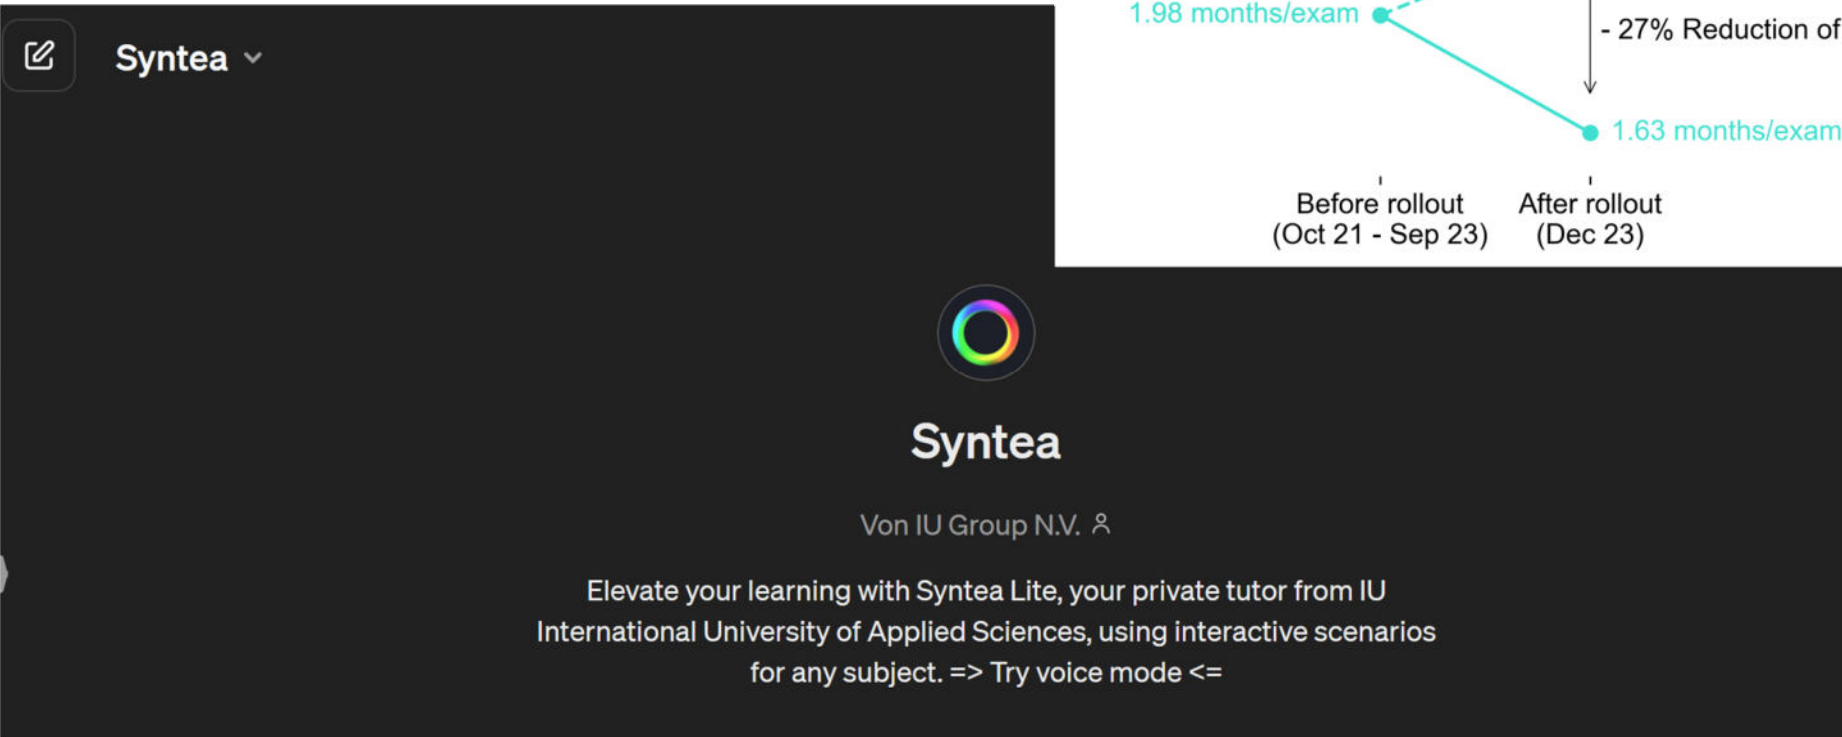 Syntea
1.98 months/exam
- 27% Reduction of
1.63 months/exam
Before rollout
(Oct 21 - Sep 23)
After rollout
(Dec 23)
Syntea
Von IU Group N.V.
Elevate your learning with Syntea Lite, your private tutor from IU
International University of Applied Sciences, using interactive scenarios
for any subject. => Try voice mode <=